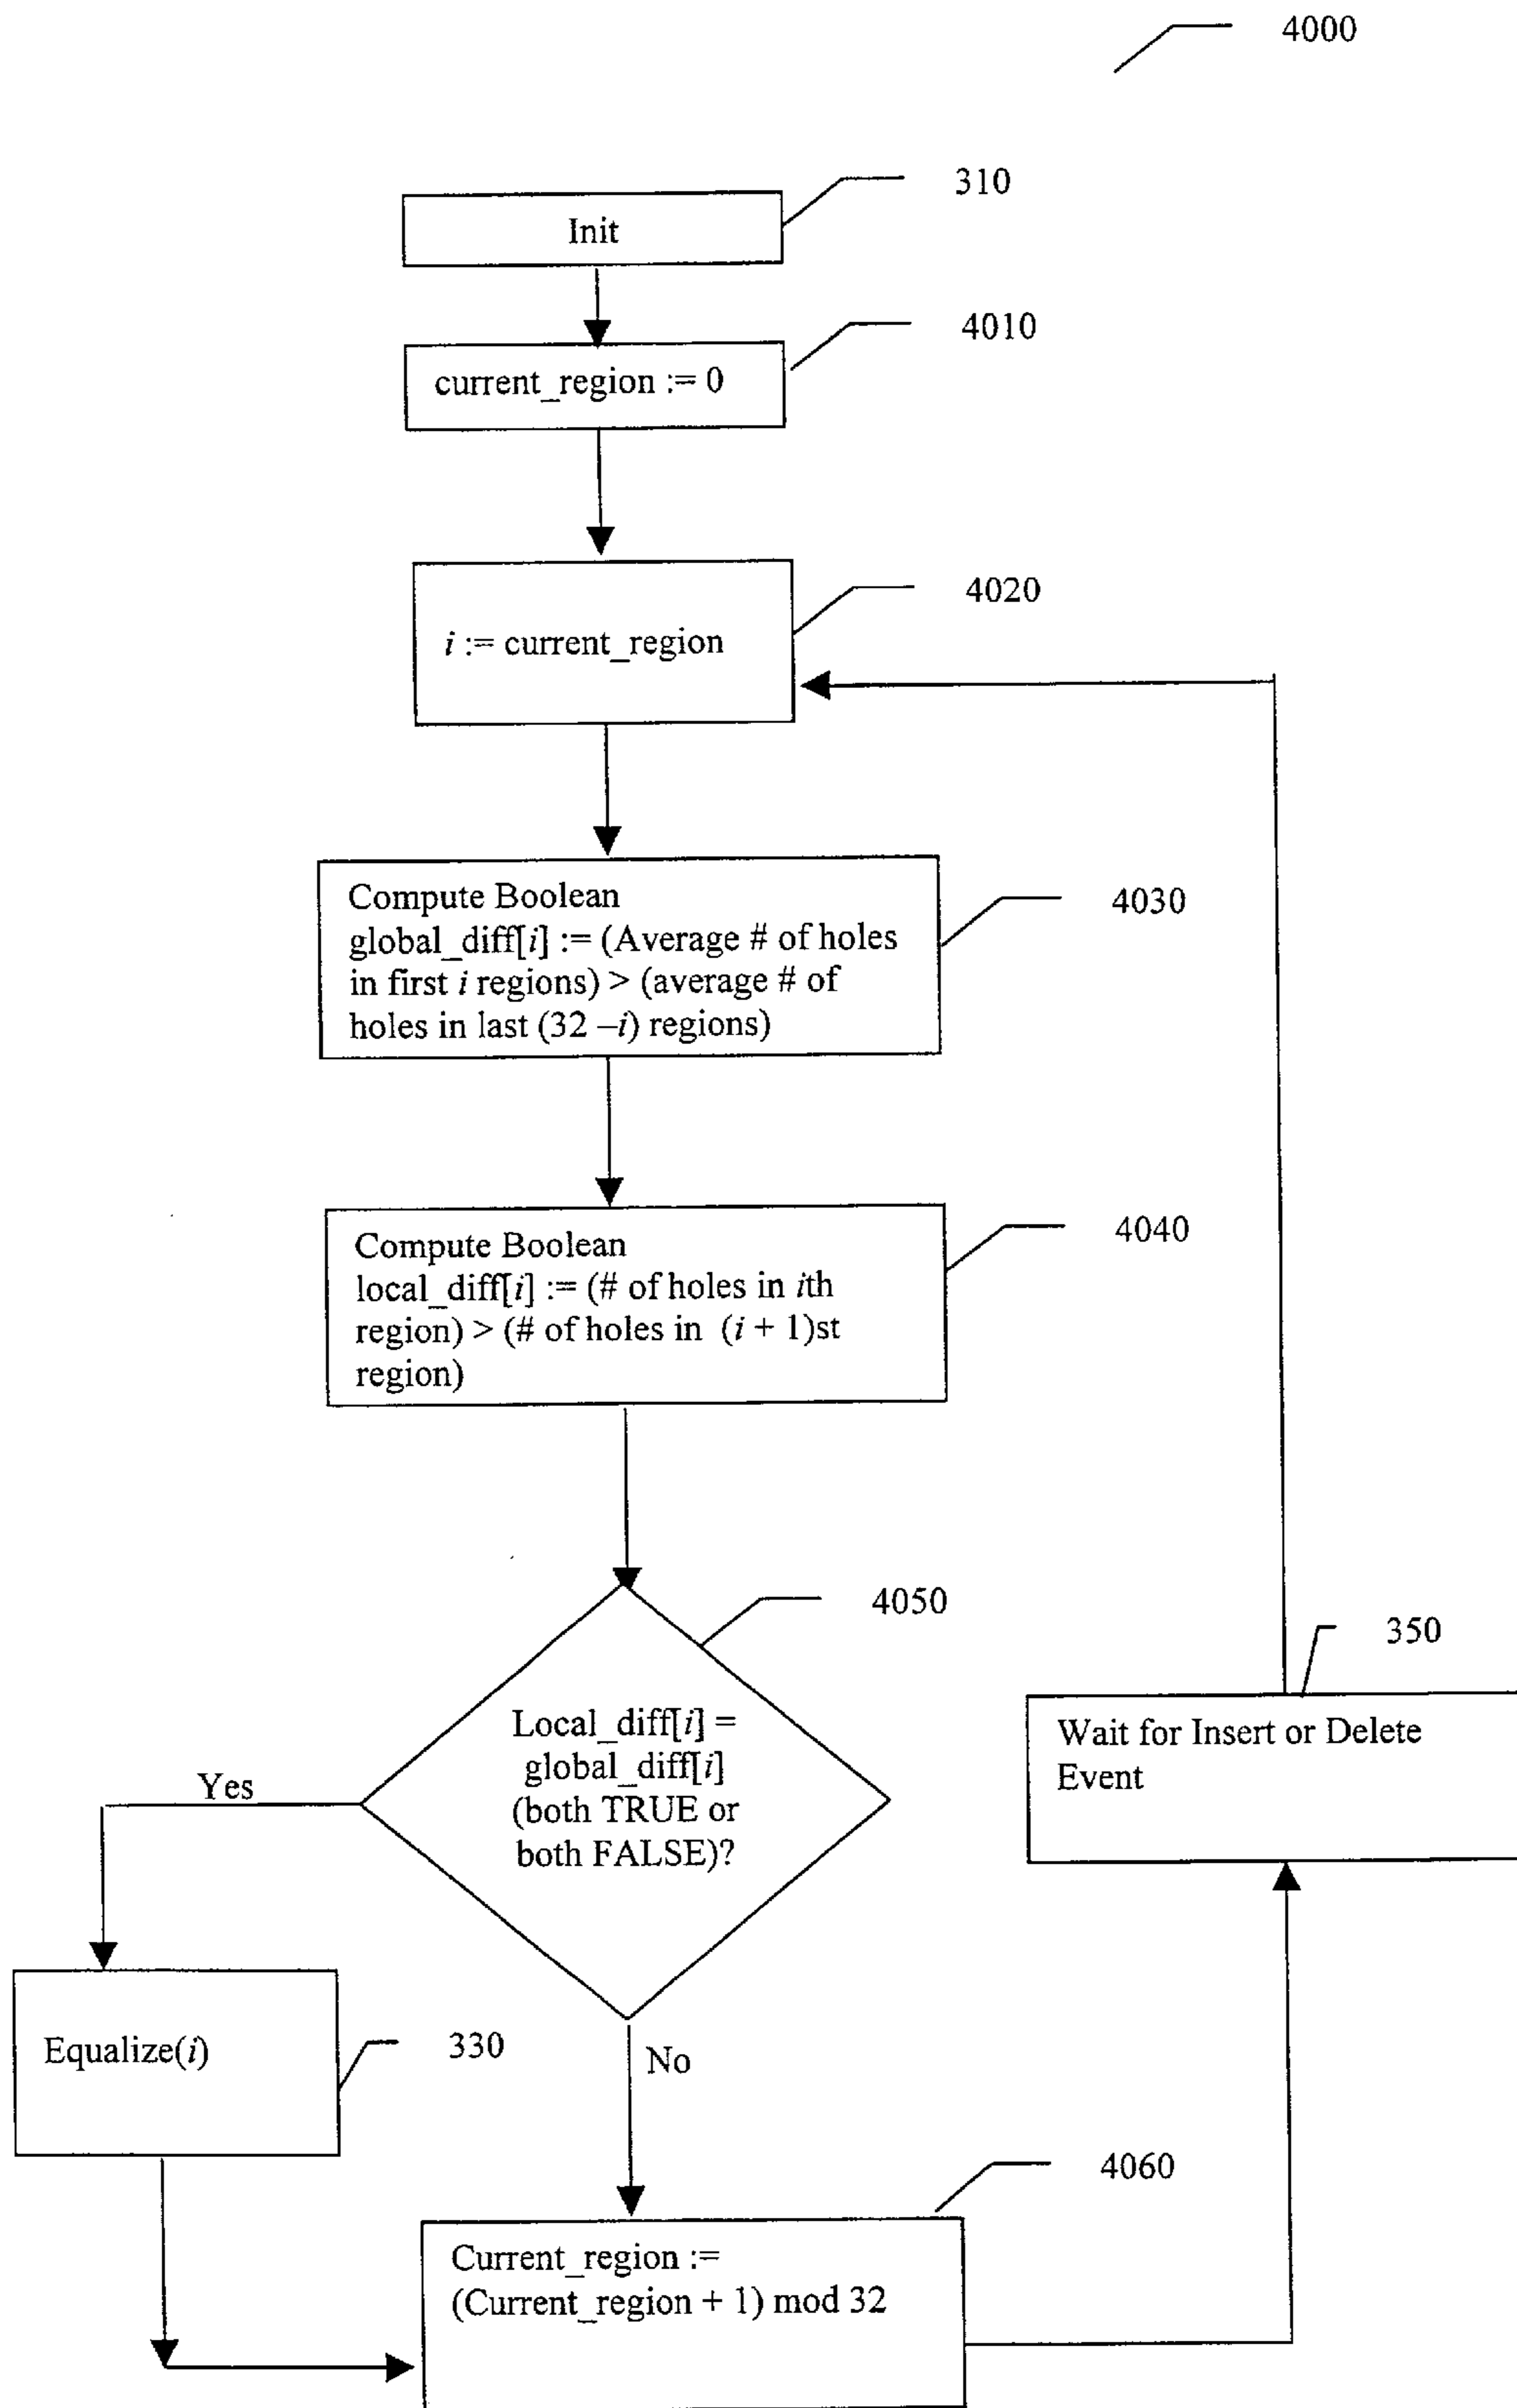 4000
310
Init
4010
current_region := 0
4020
i := current_region
Compute Boolean
global_diff[i] := (Average # of holes
in first i regions) > (average # of
holes in last (32 –i) regions)
4030
4040
Compute Boolean
local_diff[i] := (# of holes in ith
region) > (# of holes in (i + 1)st
region)
4050
350
Local_diff[i] =
global_diff[i]
(both TRUE or
both FALSE)?
Wait for Insert or Delete
Event
Yes
Equalize(i)
330
No
4060
Current_region :=
(Current_region + 1) mod 32